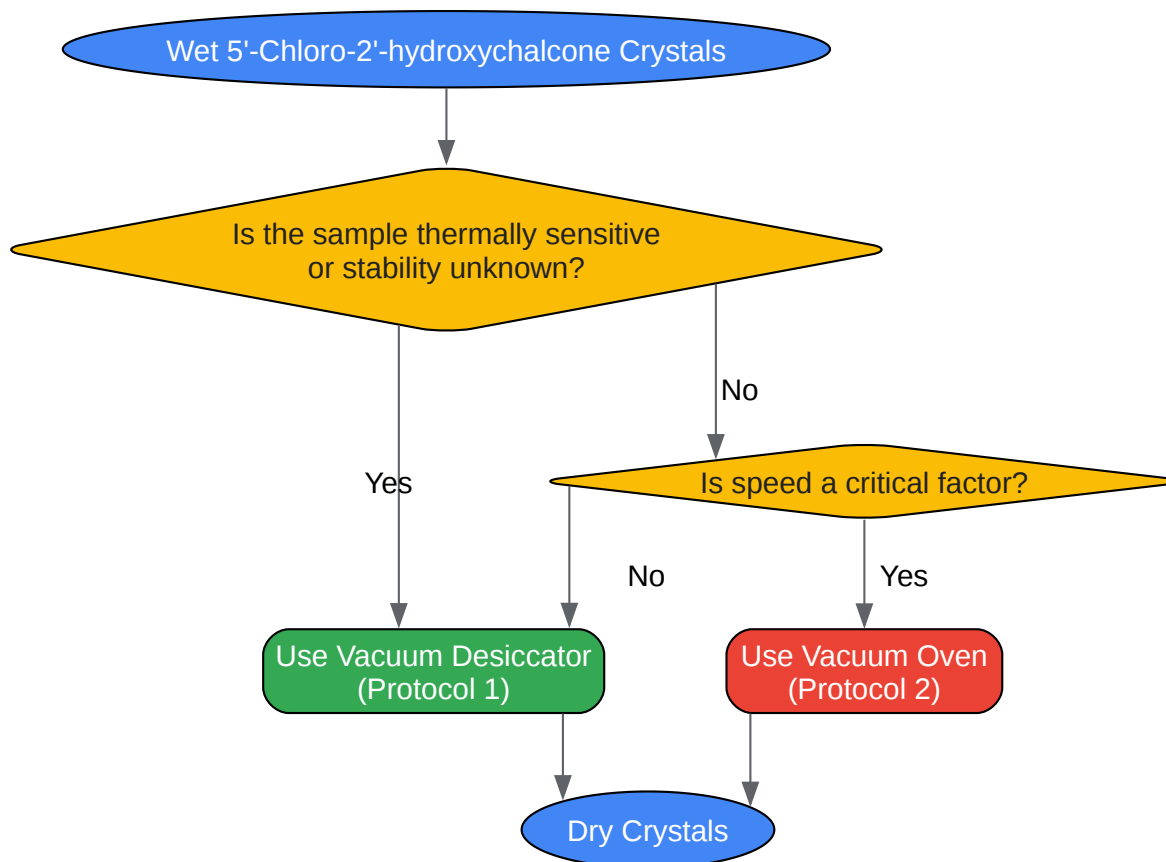 Wet 5'-Chloro-2'-hydroxychalcone Crystals
Is the sample thermally sensitive
or stability unknown?
No
Yes
Is speed a critical factor?
No
Yes
Use Vacuum Desiccator
(Protocol 1)
Use Vacuum Oven
(Protocol 2)
Dry Crystals